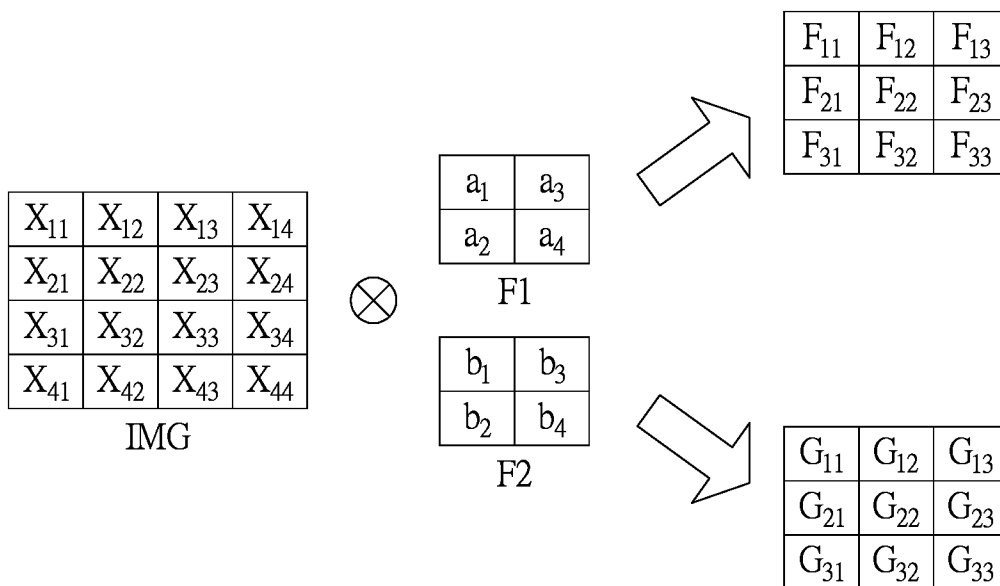 X₁₁ X₁₂ X₁₃ X₁₄
X₂₁ X₂₂ X₂₃ X₂₄
X₃₁ X₃₂ X₃₃ X₃₄
X₄₁ X₄₂ X₄₃ X₄₄
IMG
a₁ a₃
a₂ a₄
F1
b₁ b₃
b₂ b₄
F2
F₁₁ F₁₂ F₁₃
F₂₁ F₂₂ F₂₃
F₃₁ F₃₂ F₃₃
G₁₁ G₁₂ G₁₃
G₂₁ G₂₂ G₂₃
G₃₁ G₃₂ G₃₃